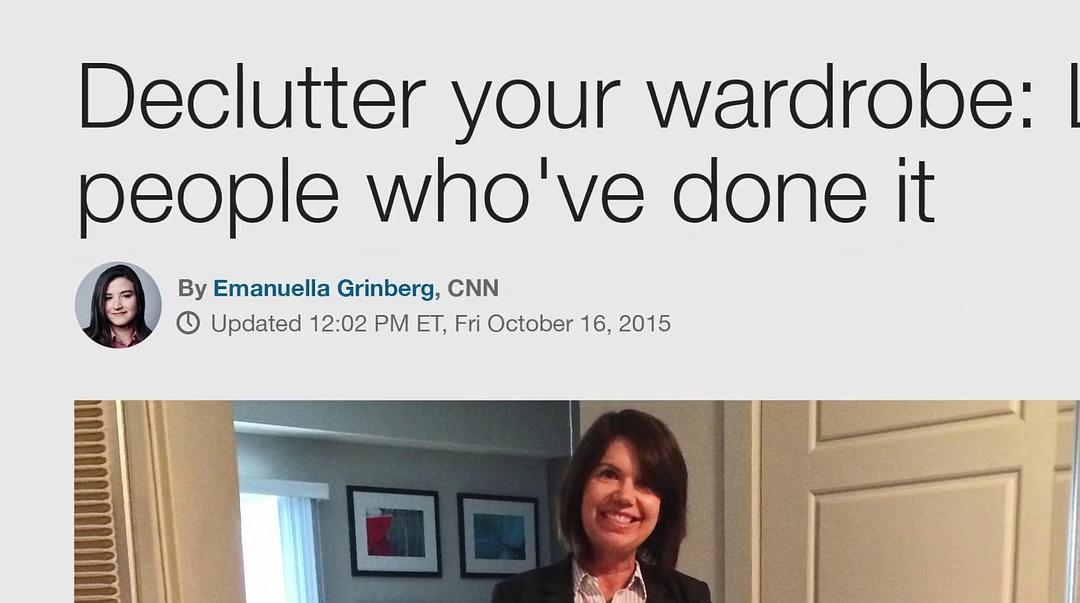 Declutter your wardrobe:
people who've done it
By Emanuella Grinberg, CNN
Updated 12:02 PM ET, Fri October 16, 2015